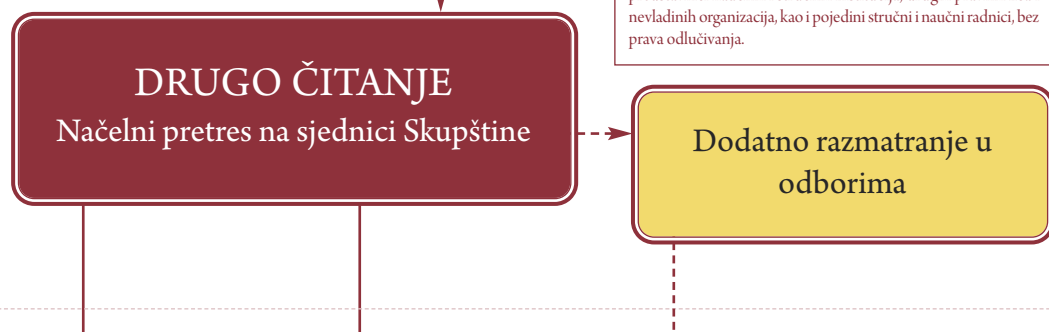 nevladinih organizacija, kao i pojedini stručni i naučni radnici, bez
prava odlučivanja.
DRUGO ČITANJE
Načelni pretres na sjednici Skupštine
Dodatno razmatranje u
odborima